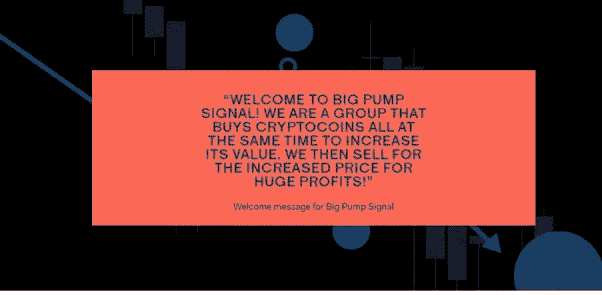 “WELCOME TO BIG PUMP
SIGNAL! WE ARE A GROUP THAT
BUYS CRYPTOCOINS ALL AT
THE SAME TIME TO INCREASE
ITS VALUE. WE THEN SELL FOR
THE INCREASED PRICE FOR
HUGE PROFITS!”
Welcome message for Big Pump Signal